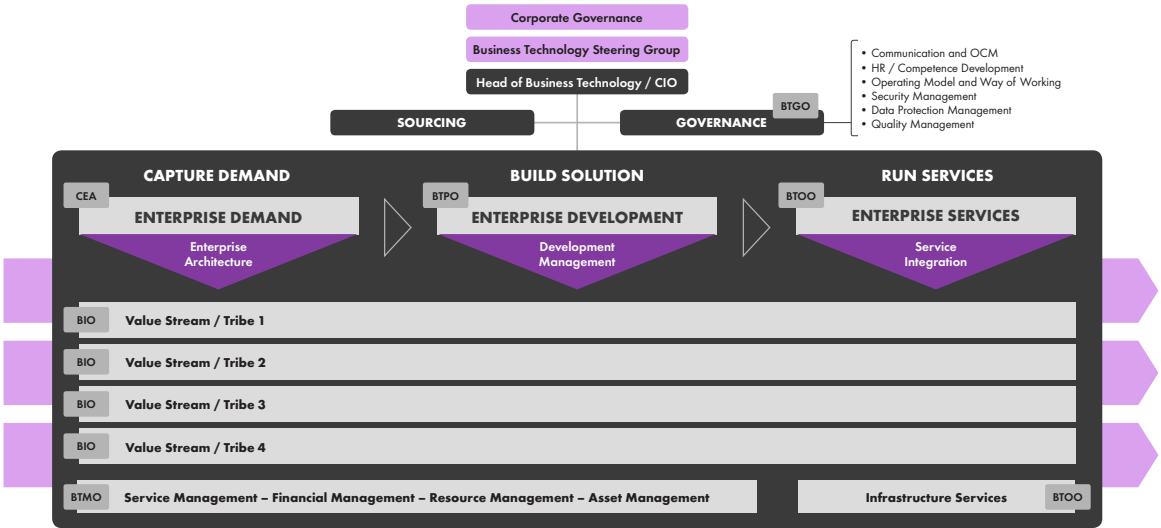 Corporate Governance
Business Technology Steering Group
Head of Business Technology / CIO
SOURCING
GOVERNANCE
BTGO
• Communication and OCM
• HR / Competence Development
• Operating Model and Way of Working
• Security Management
• Data Protection Management
• Quality Management
CAPTURE DEMAND
CEA
ENTERPRISE DEMAND
Enterprise
Architecture
BUILD SOLUTION
BTPO
ENTERPRISE DEVELOPMENT
Development
Management
RUN SERVICES
BTOO
ENTERPRISE SERVICES
Service
Integration
BIO
Value Stream / Tribe 1
BIO
Value Stream / Tribe 2
BIO
Value Stream / Tribe 3
BIO
Value Stream / Tribe 4
BTMO
Service Management – Financial Management – Resource Management – Asset Management
Infrastructure Services
BTOO